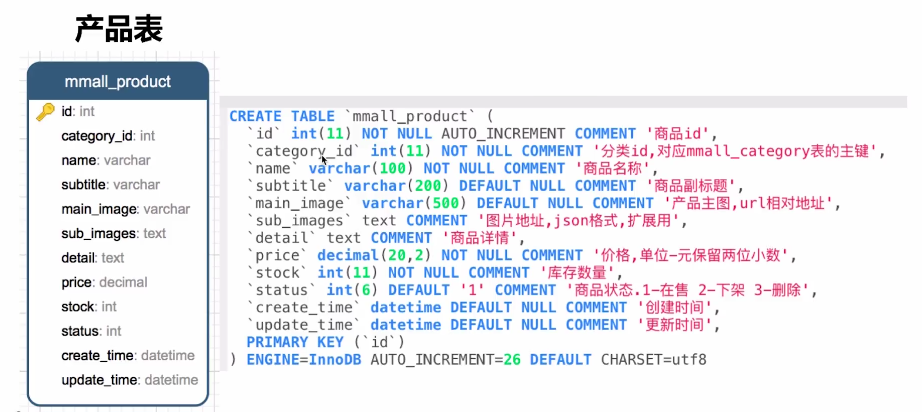 产品表
mmall_product
id: int
category_id: int
name: varchar
subtitle: varchar
main_image: varchar
sub_images: text
detail: text
price: decimal
stock: int
status: int
create_time: datetime
update_time: datetime
CREATE TABLE `mmall_product` (
`id` int(11) NOT NULL AUTO_INCREMENT COMMENT '商品id',
`category_id` int(11) NOT NULL COMMENT '分类id,对应mmall_category表的主键',
`name` varchar(100) NOT NULL COMMENT '商品名称',
`subtitle` varchar(200) DEFAULT NULL COMMENT '商品副标题',
`main_image` varchar(500) DEFAULT NULL COMMENT '产品主图,url相对地址',
`sub_images` text COMMENT '图片地址,json格式,扩展用',
`detail` text COMMENT '商品详情',
`price` decimal(20,2) NOT NULL COMMENT '价格,单位-元保留两位小数',
`stock` int(11) NOT NULL COMMENT '库存数量',
`status` int(6) DEFAULT '1' COMMENT '商品状态.1-在售 2-下架 3-删除',
`create_time` datetime DEFAULT NULL COMMENT '创建时间',
`update_time` datetime DEFAULT NULL COMMENT '更新时间',
PRIMARY KEY (`id`)
) ENGINE=InnoDB AUTO_INCREMENT=26 DEFAULT CHARSET=utf8